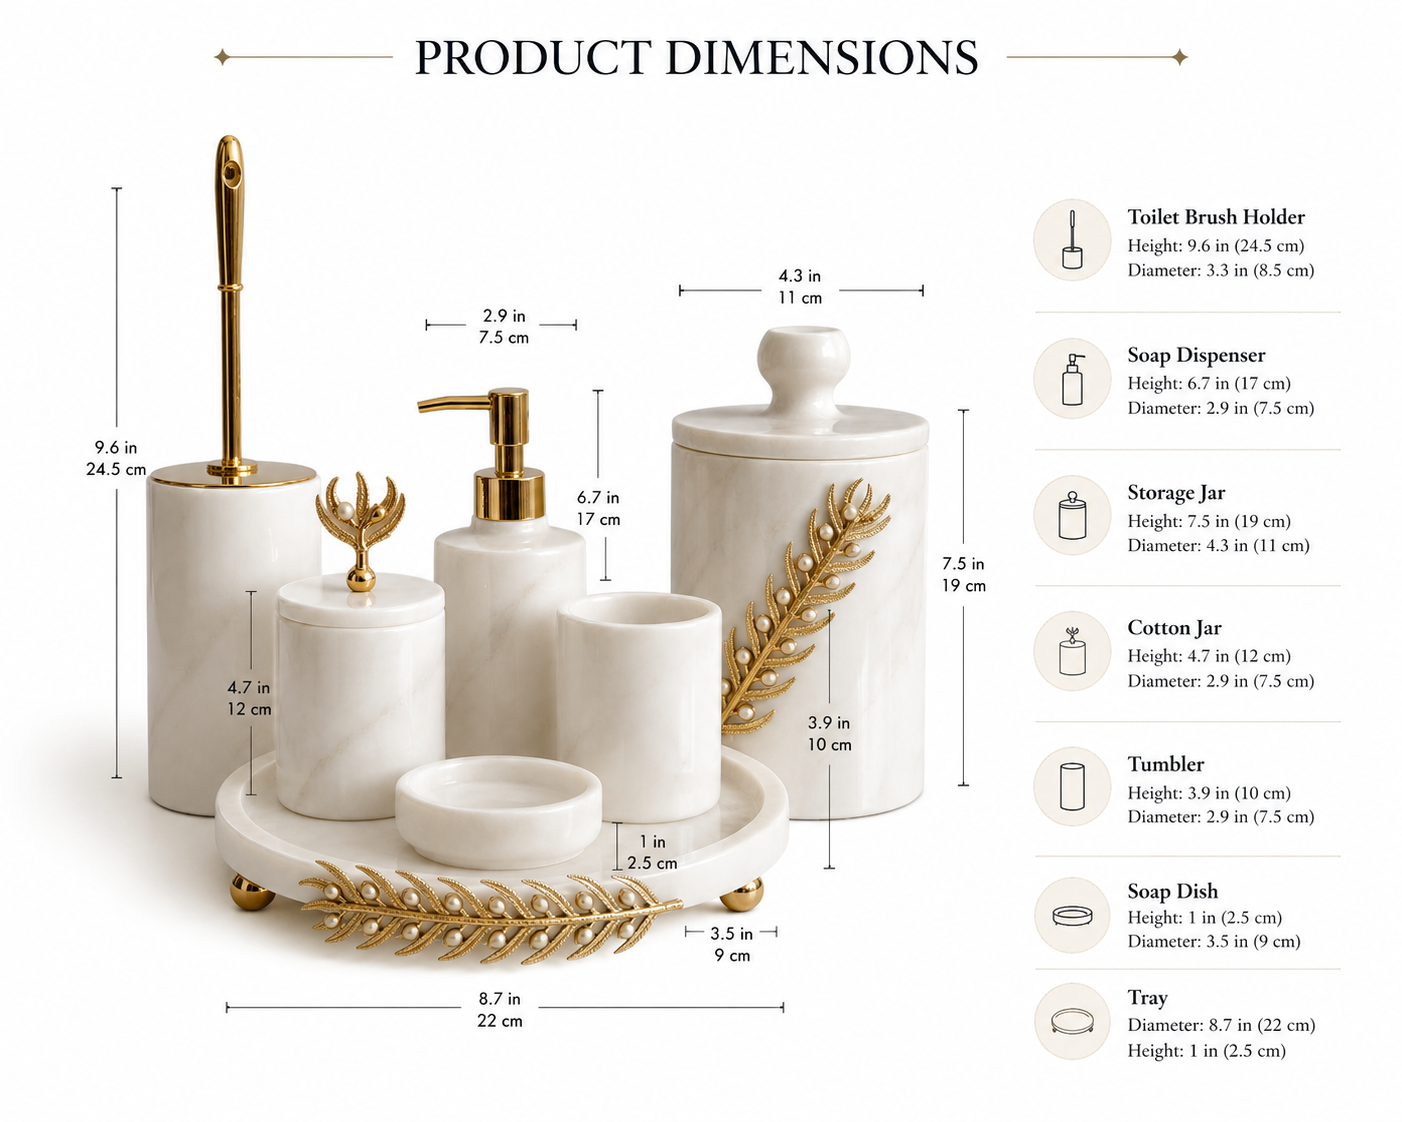 PRODUCT DIMENSIONS
9.6 in
24.5 cm
2.9 in
7.5 cm
6.7 in
17 cm
4.3 in
11 cm
7.5 in
19 cm
4.7 in
12 cm
3.9 in
10 cm
1 in
2.5 cm
3.5 in
9 cm
8.7 in
22 cm
Toilet Brush Holder
Height: 9.6 in (24.5 cm)
Diameter: 3.3 in (8.5 cm)
Soap Dispenser
Height: 6.7 in (17 cm)
Diameter: 2.9 in (7.5 cm)
Storage Jar
Height: 7.5 in (19 cm)
Diameter: 4.3 in (11 cm)
Cotton Jar
Height: 4.7 in (12 cm)
Diameter: 2.9 in (7.5 cm)
Tumbler
Height: 3.9 in (10 cm)
Diameter: 2.9 in (7.5 cm)
Soap Dish
Height: 1 in (2.5 cm)
Diameter: 3.5 in (9 cm)
Tray
Diameter: 8.7 in (22 cm)
Height: 1 in (2.5 cm)